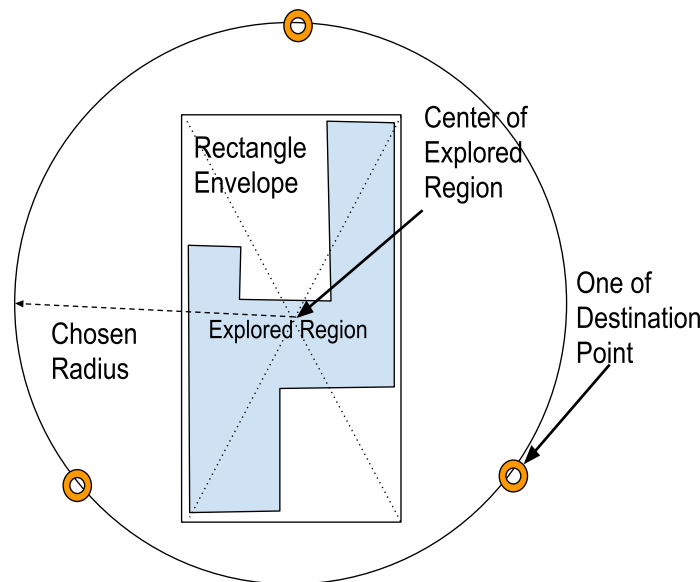 Rectangle
Envelope
Center of
Explored
Region
Explored Region
Chosen
Radius
One of
Destination
Point